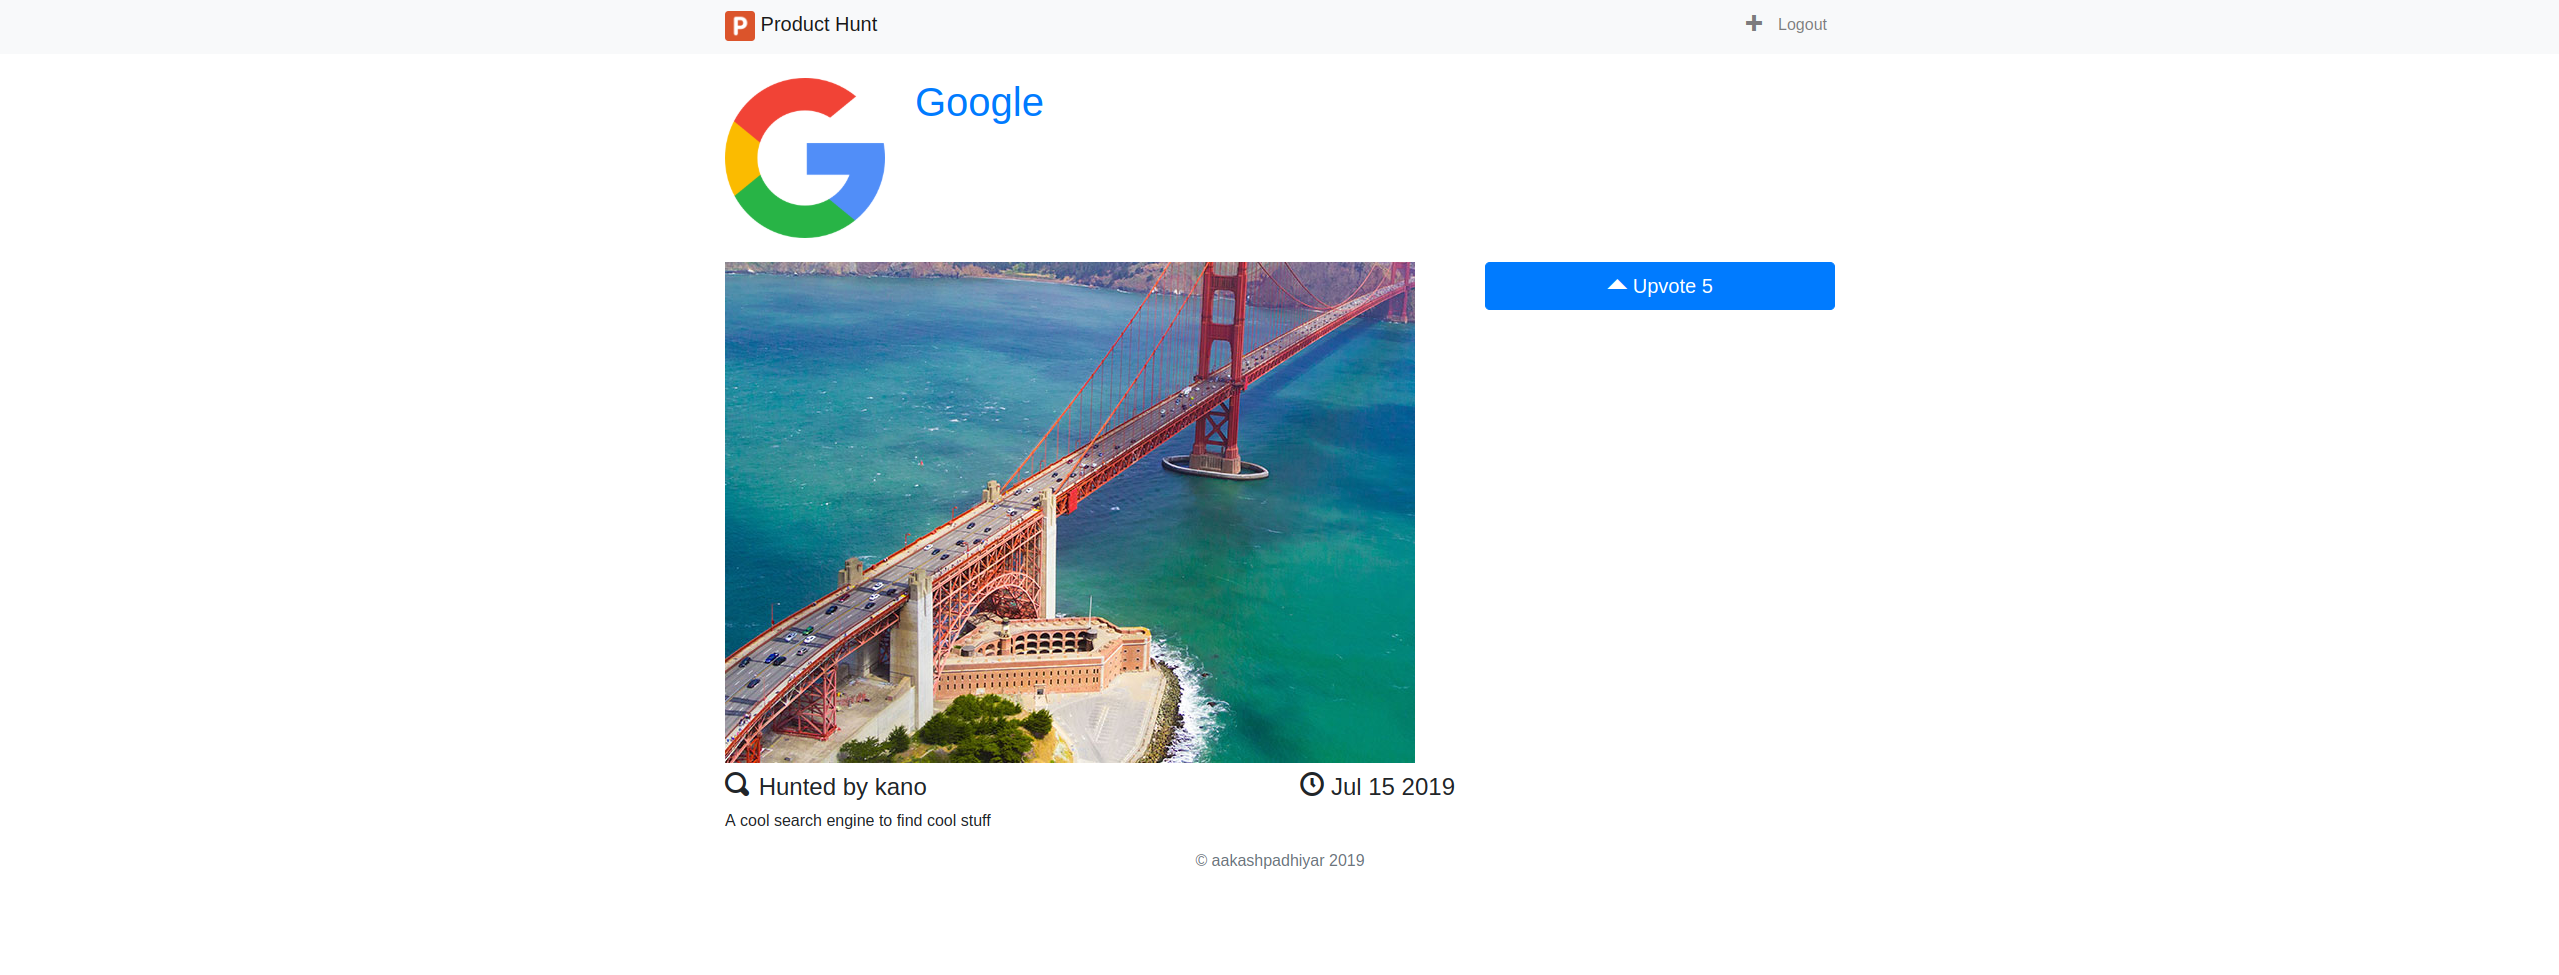 Product Hunt
Logout
Google
Upvote 5
Hunted by kano
Jul 15 2019
A cool search engine to find cool stuff
© aakashpadhiyar 2019